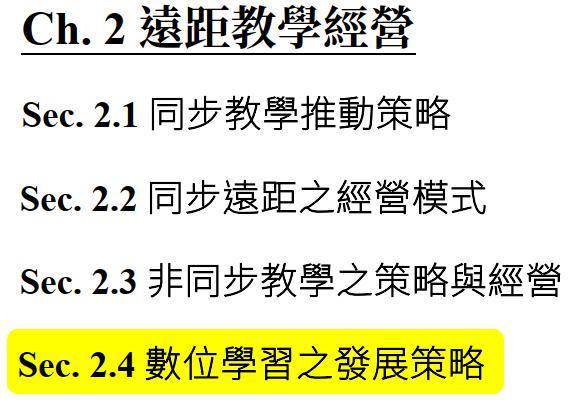 Ch. 2 遠距教學經營
Sec. 2.1 同步教學推動策略
Sec. 2.2 同步遠距之經營模式
Sec. 2.3 非同步教學之策略與經營
Sec. 2.4 數位學習之發展策略